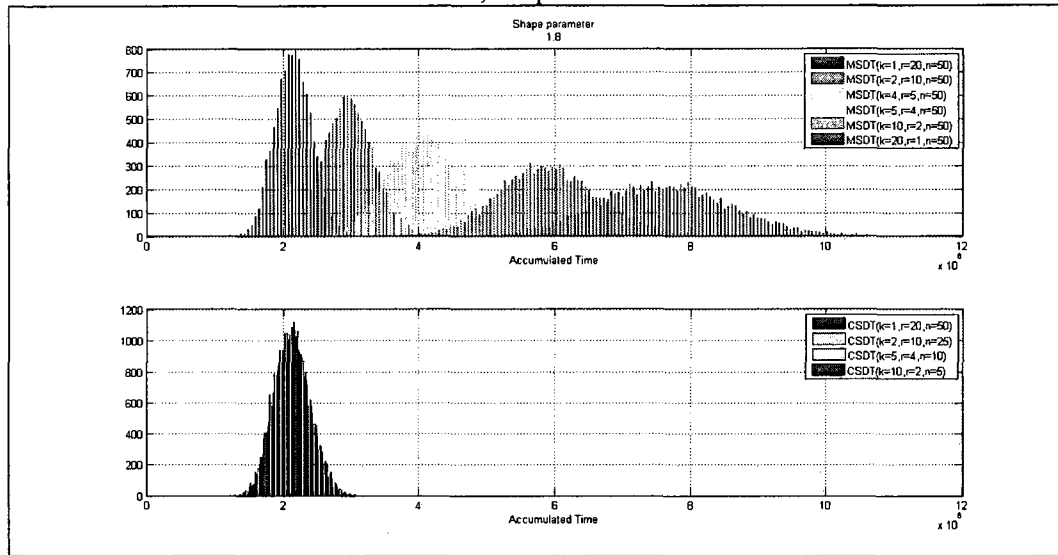 Shape parameter
1.8
800
700
600
500
400
300
200
100
0
0 2 4 6 8 10 12
Accumulated Time
x 10
MSDT(k=1,r=20,n=50)
MSDT(k=2,r=10,n=50)
MSDT(k=4,r=5,n=50)
MSDT(k=5,r=4,n=50)
MSDT(k=10,r=2,n=50)
MSDT(k=20,r=1,n=50)
1200
1000
800
600
400
200
0
0 2 4 6 8 10 12
Accumulated Time
x 10
CSDT(k=1,r=20,n=50)
CSDT(k=2,r=10,n=25)
CSDT(k=5,r=4,n=10)
CSDT(k=10,r=2,n=5)